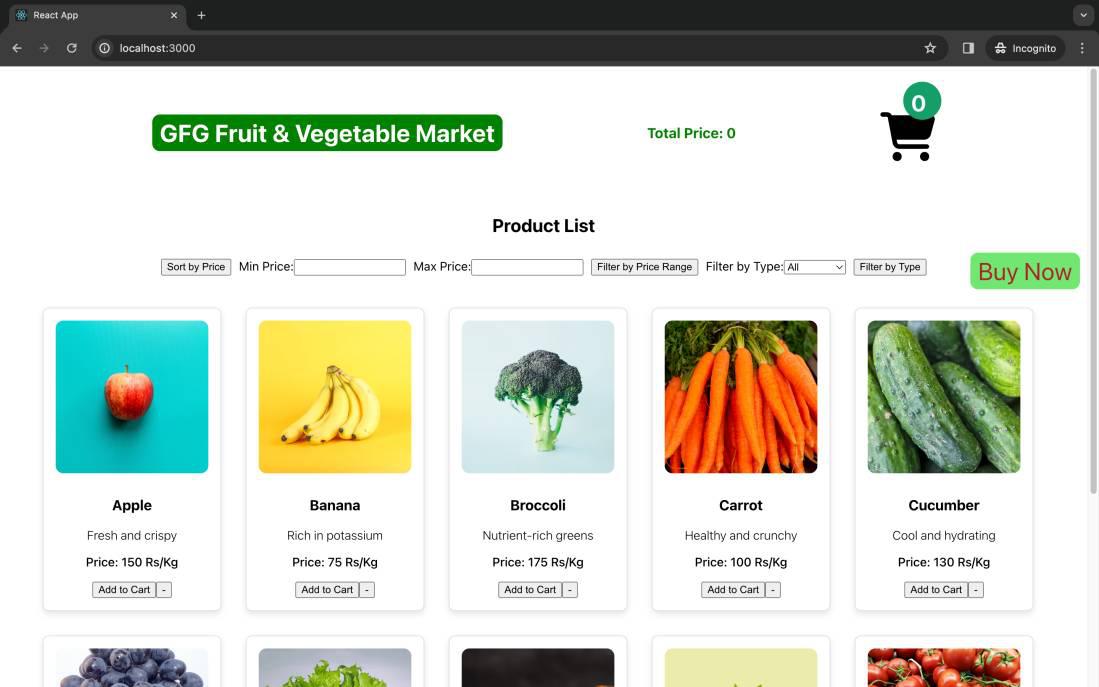 React App
localhost:3000
Incognito
GFG Fruit & Vegetable Market
Total Price: 0
0
Product List
Sort by Price Min Price: Max Price: Filter by Price Range Filter by Type: All Filter by Type
Buy Now
Apple
Fresh and crispy
Price: 150 Rs/Kg
Add to Cart -
Banana
Rich in potassium
Price: 75 Rs/Kg
Add to Cart -
Broccoli
Nutrient-rich greens
Price: 175 Rs/Kg
Add to Cart -
Carrot
Healthy and crunchy
Price: 100 Rs/Kg
Add to Cart -
Cucumber
Cool and hydrating
Price: 130 Rs/Kg
Add to Cart -